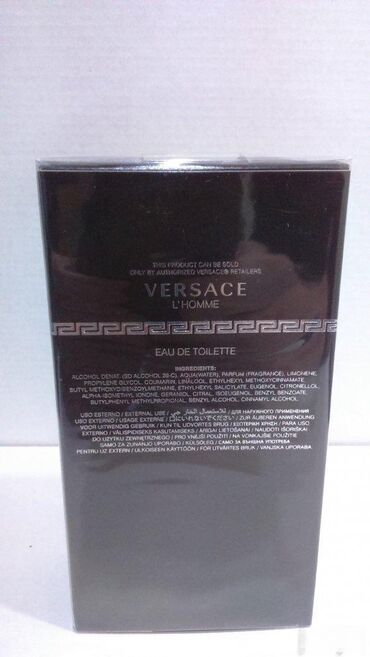 THIS PRODUCT CAN BE SOLD
ONLY BY AUTHORIZED VERSACE® RETAILERS
VERSACE
L'HOMME
EAU DE TOILETTE
INGREDIENTS:
ALCOHOL DENAT. (SD ALCOHOL 39-C), AQUA(WATER), PARFUM (FRAGRANCE), LIMONENE,
PROPYLENE GLYCOL, COUMARIN, LINALOOL, ETHYLHEXYL METHOXYCINNAMATE,
BUTYL METHOXYDIBENZOYLMETHANE, ETHYLHEXYL SALICYLATE, EUGENOL, CITRONELLOL,
ALPHA-ISOMETHYL IONONE, GERANIOL, CITRAL, ISOEUGENOL, BENZYL BENZOATE,
BUTYLPHENYL METHYLPROPIONAL, BENZYL ALCOHOL, CINNAMYL ALCOHOL.
USO ESTERNO / EXTERNAL USE / للاستعمال الخارجي / ДЛЯ НАРУЖНОГО ПРИМЕНЕНИЯ
USO EXTERNO / USAGE EXTERNE / ZUR ÄUßEREN ANWENDUNG
VOOR UITWENDIG GEBRUIK / KUN TIL UDVORTES BRUG / ΕΞΩΤΕΡΙΚΗ ΧΡΗΣΗ / PARA USO
EXTERNO / VÄLISPIDISEKS KASUTAMISEKS / ĀRĪGAI LIETOŠANAI / NAUDOTI IŠORIŠKAI
DO UŻYTKU ZEWNĘTRZNEGO / PRO VNĚJŠÍ POUŽITÍ / NA VONKAJŠIE POUŽITIE
SAMO ZA ZUNANJO UPORABO / KÜLSŐLEG / САМО ЗА ВЪНШНА УПОТРЕБА
PENTRU UZ EXTERN / ULKOISEEN KÄYTTÖÖN / FÖR UTVÄRTES BRUK / VANJSKA UPORABA